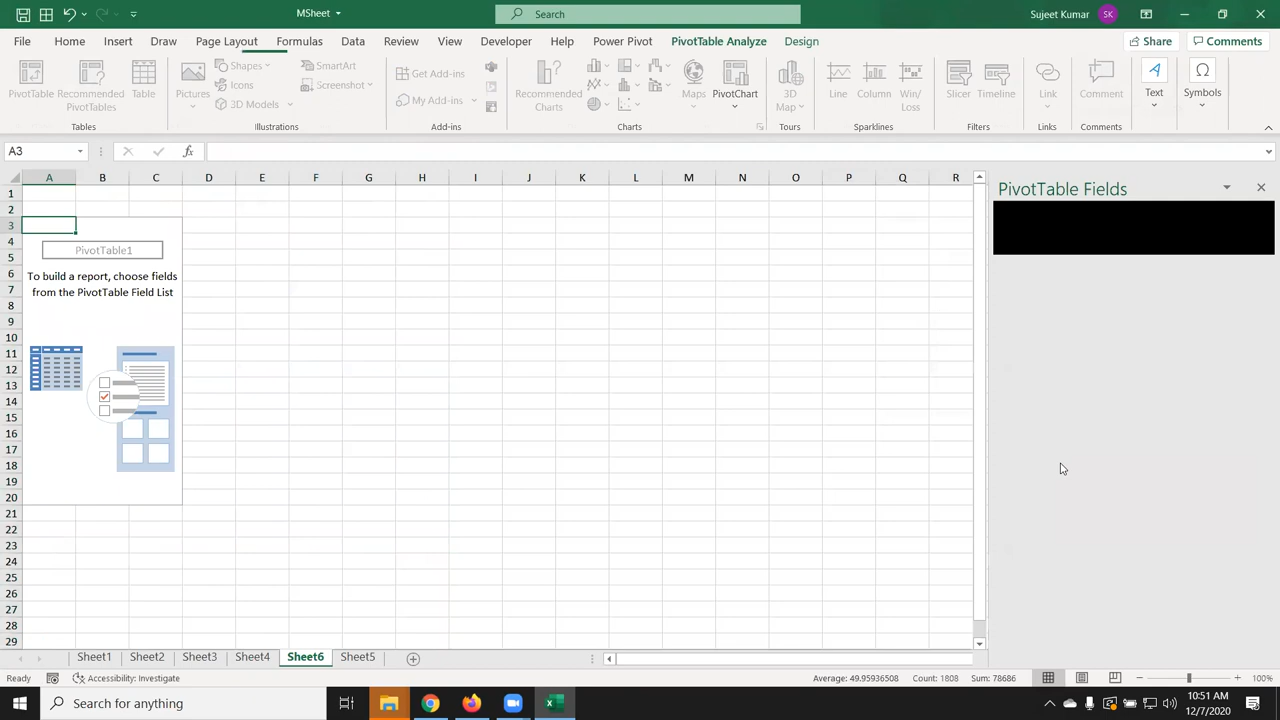 MSheet
Search
Sujeet Kumar
SK
File Home Insert Draw Page Layout Formulas Data Review View Developer Help Power Pivot PivotTable Analyze Design
Share
Comments
PivotTable
Recommended PivotTables
Table
Tables
Pictures
Shapes
Icons
3D Models
SmartArt
Screenshot
Illustrations
Get Add-ins
My Add-ins
Add-ins
Recommended Charts
Maps
PivotChart
Charts
3D Map
Tours
Line
Column
Win/Loss
Sparklines
Slicer
Timeline
Filters
Link
Links
Comment
Comments
Text
Symbols
A3
fx
A B C D E F G H I J K L M N O P Q R
1
2
3
4
5
6
7
8
9
10
11
12
13
14
15
16
17
18
19
20
21
22
23
24
25
26
27
28
29
PivotTable1
To build a report, choose fields
from the PivotTable Field List
PivotTable Fields
Sheet1 Sheet2 Sheet3 Sheet4 Sheet6 Sheet5
Ready
Accessibility: Investigate
Average: 49.95936508 Count: 1808 Sum: 78686
100%
Search for anything
10:51 AM
12/7/2020